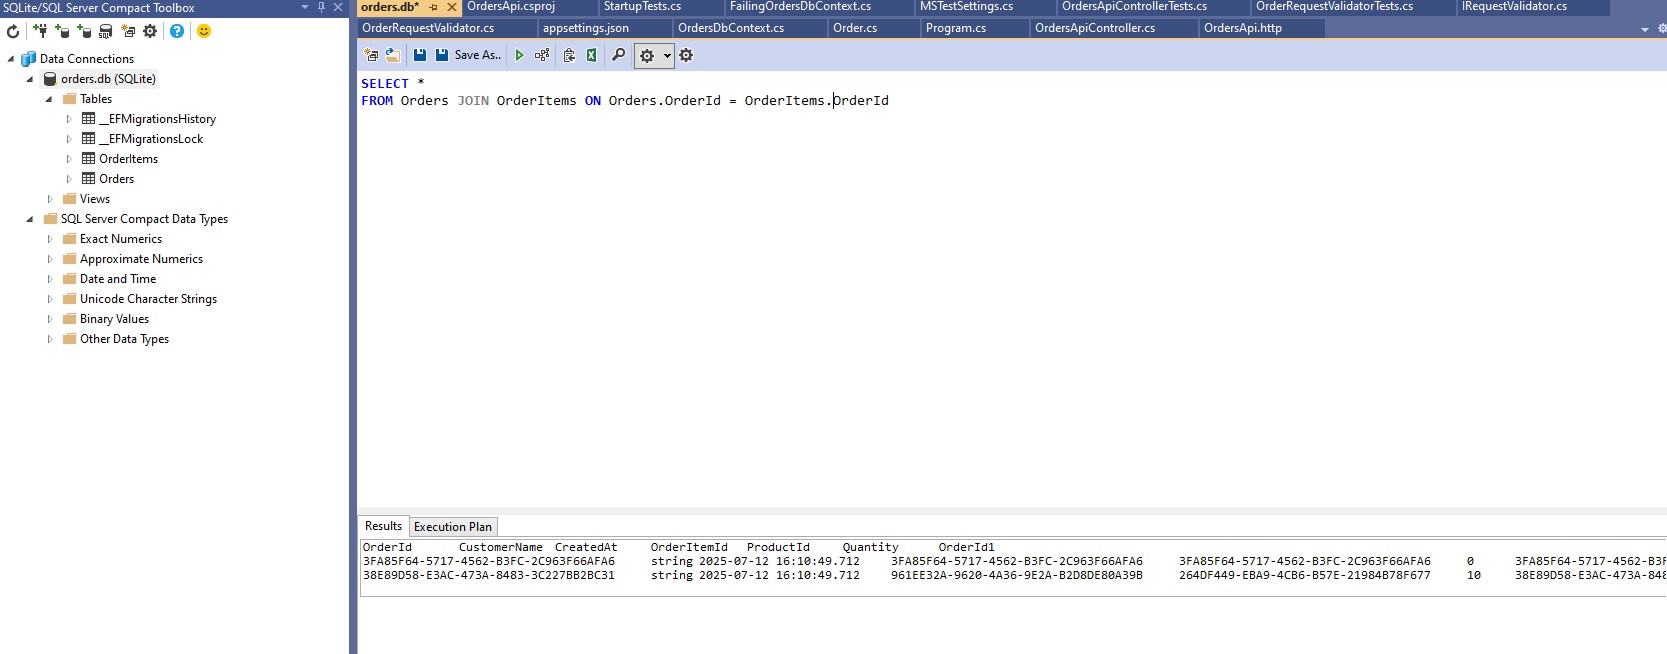 SQLite/SQL Server Compact Toolbox
Data Connections
orders.db (SQLite)
Tables
__EFMigrationsHistory
__EFMigrationsLock
OrderItems
Orders
Views
SQL Server Compact Data Types
Exact Numerics
Approximate Numerics
Date and Time
Unicode Character Strings
Binary Values
Other Data Types
orders.db* OrdersApi.csproj StartupTests.cs FailingOrdersDbContext.cs MSTestSettings.cs OrdersApiControllerTests.cs OrderRequestValidatorTests.cs IRequestValidator.cs
OrderRequestValidator.cs appsettings.json OrdersDbContext.cs Order.cs Program.cs OrdersApiController.cs OrdersApi.http
Save As..
SELECT *
FROM Orders JOIN OrderItems ON Orders.OrderId = OrderItems.OrderId
Results Execution Plan
OrderId CustomerName CreatedAt OrderItemId ProductId Quantity OrderId1
3FA85F64-5717-4562-B3FC-2C963F66AFA6 string 2025-07-12 16:10:49.712 3FA85F64-5717-4562-B3FC-2C963F66AFA6 3FA85F64-5717-4562-B3FC-2C963F66AFA6 0 3FA85F64-5717-4562-B3F
38E89D58-E3AC-473A-8483-3C227BB2BC31 string 2025-07-12 16:10:49.712 961EE32A-9620-4A36-9E2A-B2D8DE80A39B 264DF449-EBA9-4CB6-B57E-21984B78F677 10 38E89D58-E3AC-473A-848